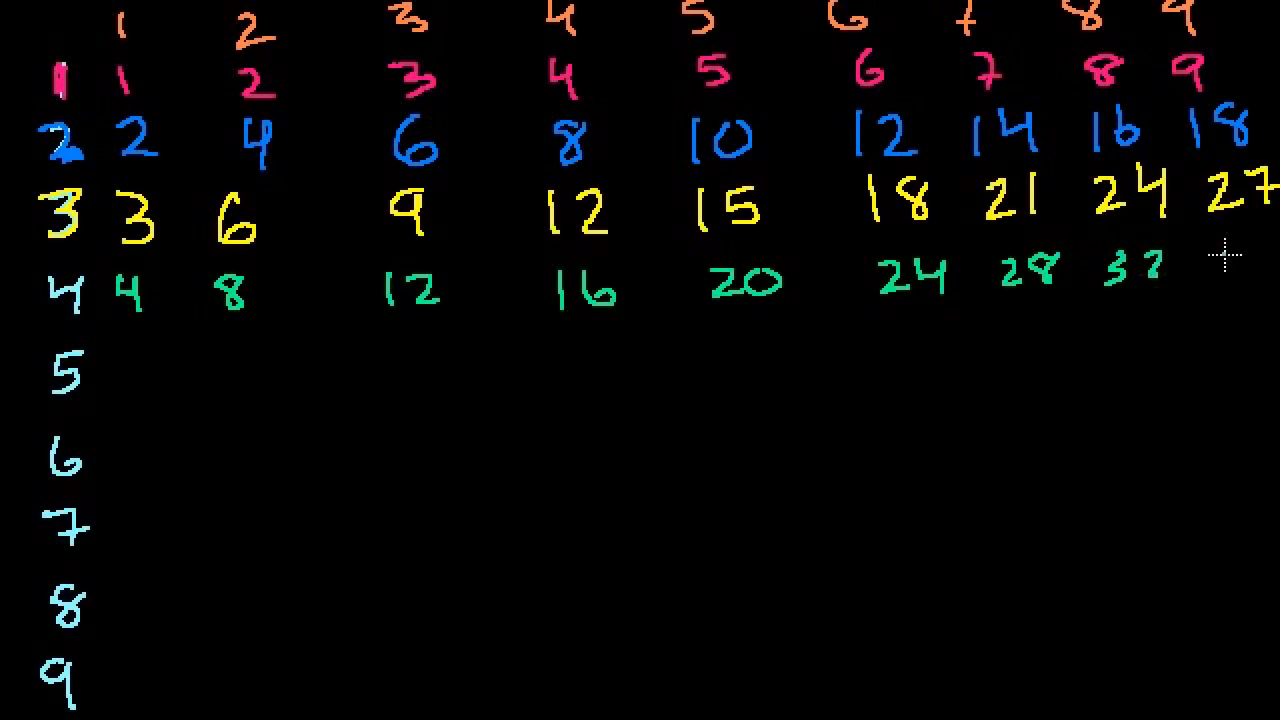 1 2 3 4 5 6 7 8 9
1 1 2 3 4 5 6 7 8 9
2 2 4 6 8 10 12 14 16 18
3 3 6 9 12 15 18 21 24 27
4 4 8 12 16 20 24 28 32
5
6
7
8
9